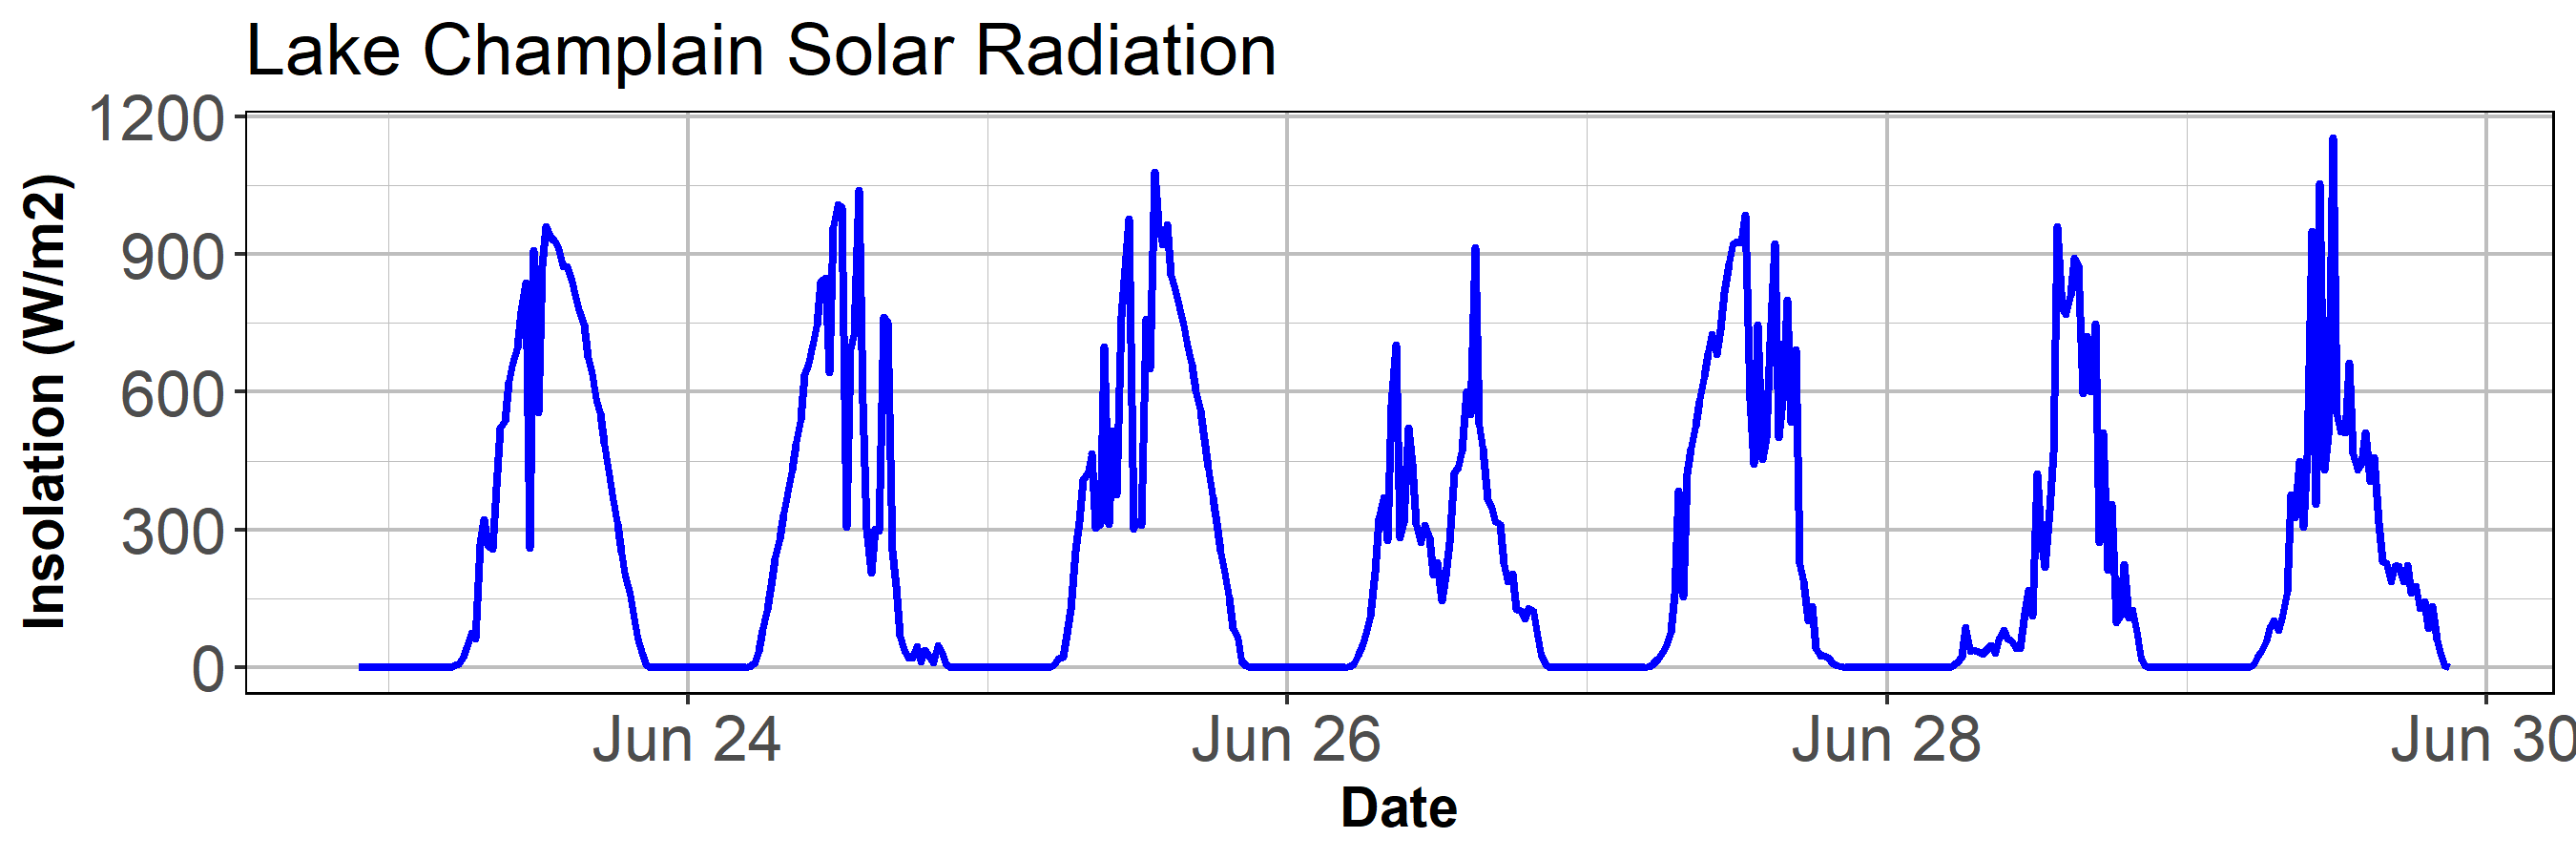 Lake Champlain Solar Radiation
1200
900
600
300
0
Insolation (W/m2)
Jun 24 Jun 26 Jun 28 Jun 30
Date